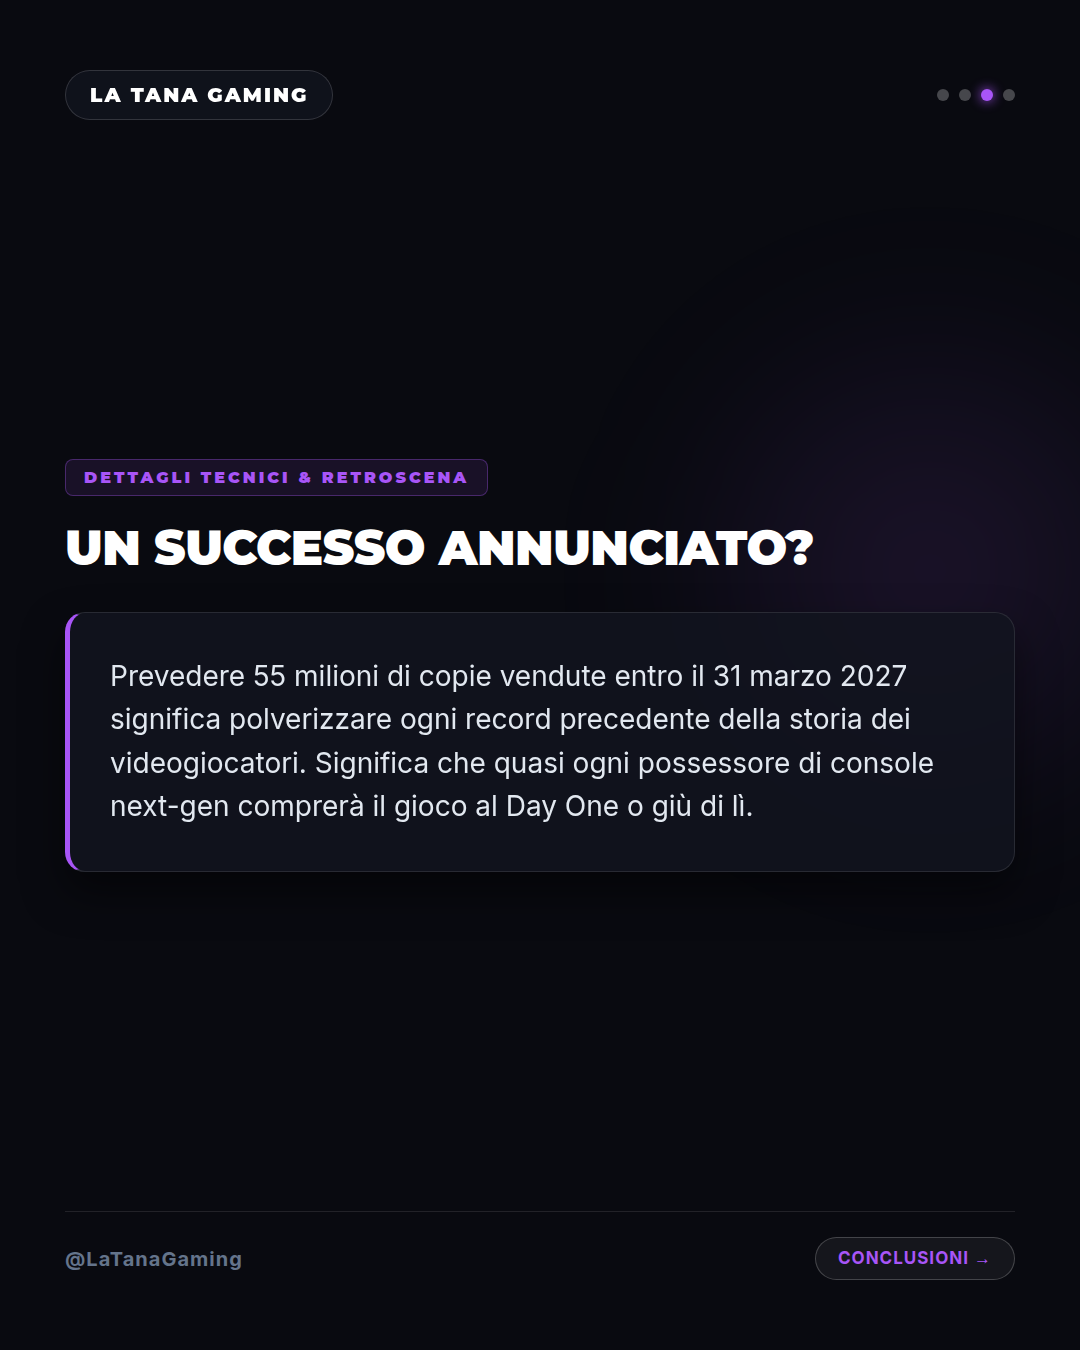 LA TANA GAMING
DETTAGLI TECNICI & RETROSCENA
UN SUCCESSO ANNUNCIATO?
Prevedere 55 milioni di copie vendute entro il 31 marzo 2027
significa polverizzare ogni record precedente della storia dei
videogiocatori. Significa che quasi ogni possessore di console
next-gen comprerà il gioco al Day One o giù di lì.
@LaTanaGaming
CONCLUSIONI →